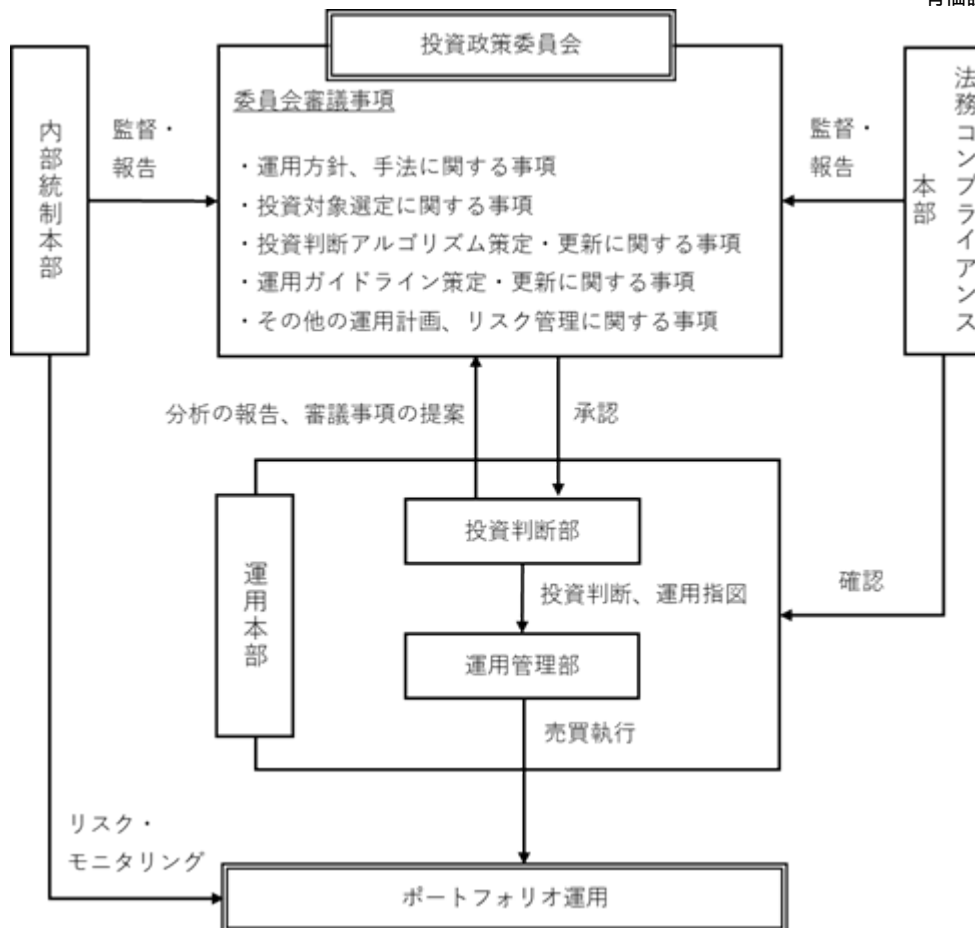 投資政策委員会
委員会審議事項
・運用方針、手法に関する事項
・投資対象選定に関する事項
・投資判断アルゴリズム策定・更新に関する事項
・運用ガイドライン策定・更新に関する事項
・その他の運用計画、リスク管理に関する事項
内部統制本部
監督・
報告
監督・
報告
法務コンプライアンス
本部
分析の報告、審議事項の提案
承認
運用本部
投資判断部
投資判断、運用指図
運用管理部
売買執行
確認
リスク・
モニタリング
ポートフォリオ運用